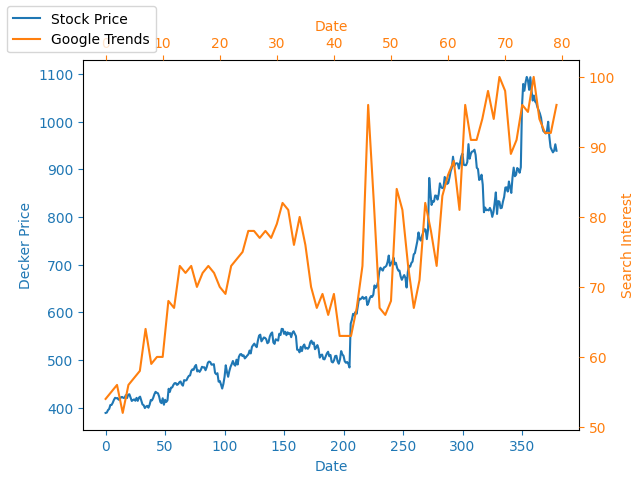 Stock Price
Google Trends
Date
0 10 20 30 40 50 60 70 80
1100
1000
900
800
700
600
500
400
Decker Price
100
90
80
70
60
50
Search Interest
0 50 100 150 200 250 300 350
Date